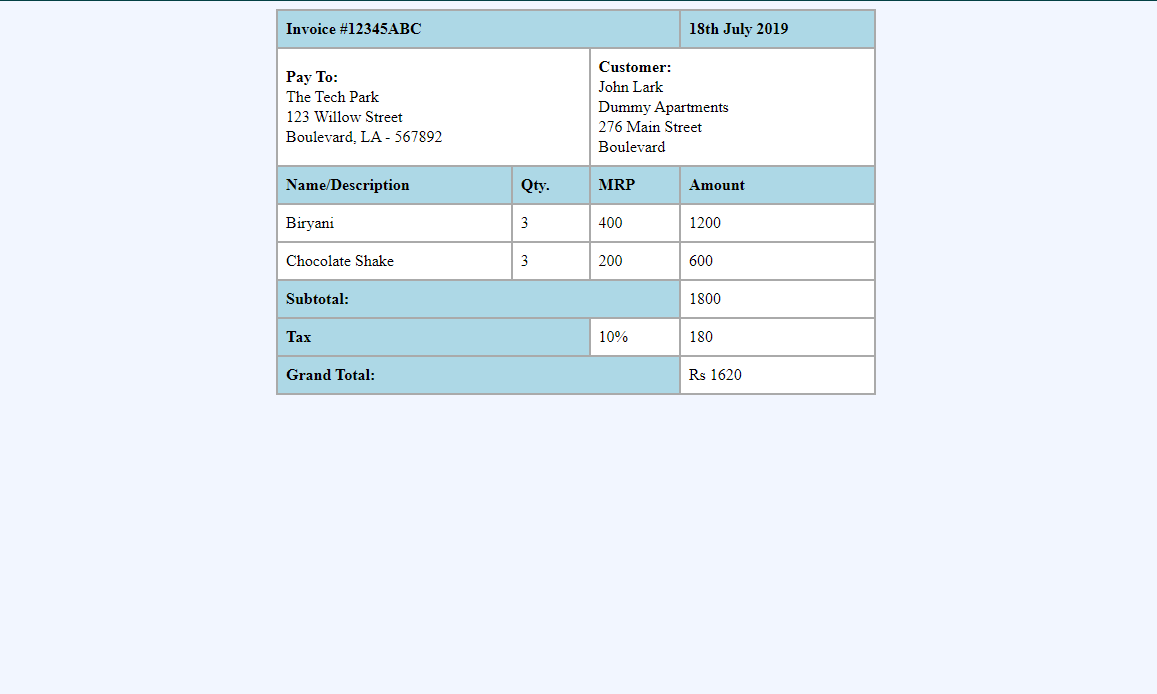 Invoice #12345ABC 18th July 2019
Pay To:
The Tech Park
123 Willow Street
Boulevard, LA - 567892
Customer:
John Lark
Dummy Apartments
276 Main Street
Boulevard
Name/Description Qty. MRP Amount
Biryani 3 400 1200
Chocolate Shake 3 200 600
Subtotal: 1800
Tax 10% 180
Grand Total: Rs 1620